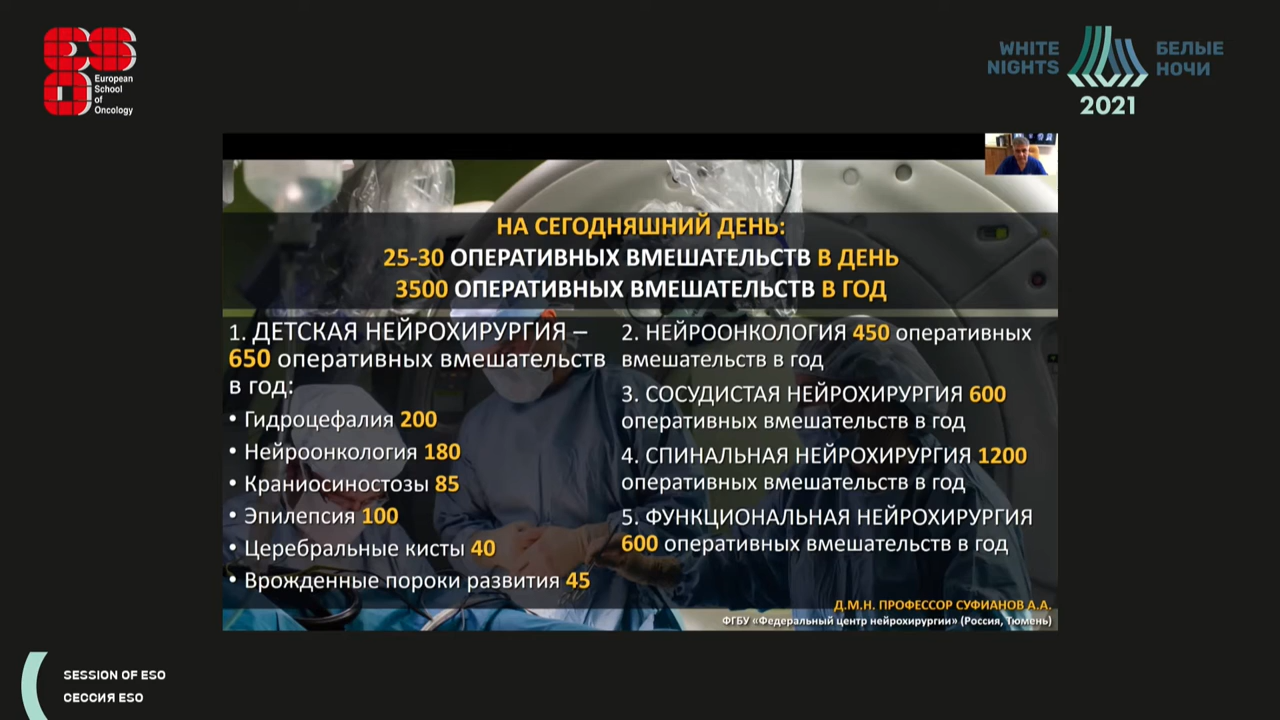 European
School
of
Oncology
WHITE
NIGHTS
БЕЛЫЕ
НОЧИ
2021
НА СЕГОДНЯШНИЙ ДЕНЬ:
25-30 ОПЕРАТИВНЫХ ВМЕШАТЕЛЬСТВ В ДЕНЬ
3500 ОПЕРАТИВНЫХ ВМЕШАТЕЛЬСТВ В ГОД
1. ДЕТСКАЯ НЕЙРОХИРУРГИЯ –
650 оперативных вмешательств
в год:
• Гидроцефалия 200
• Нейроонкология 180
• Краниосиностозы 85
• Эпилепсия 100
• Церебральные кисты 40
• Врожденные пороки развития 45
2. НЕЙРООНКОЛОГИЯ 450 оперативных
вмешательств в год
3. СОСУДИСТАЯ НЕЙРОХИРУРГИЯ 600
оперативных вмешательств в год
4. СПИНАЛЬНАЯ НЕЙРОХИРУРГИЯ 1200
оперативных вмешательств в год
5. ФУНКЦИОНАЛЬНАЯ НЕЙРОХИРУРГИЯ
600 оперативных вмешательств в год
Д.М.Н. ПРОФЕССОР СУФИАНОВ А.А.
ФГБУ «Федеральный центр нейрохирургии» (Россия, Тюмень)
SESSION OF ESO
СЕССИЯ ESO